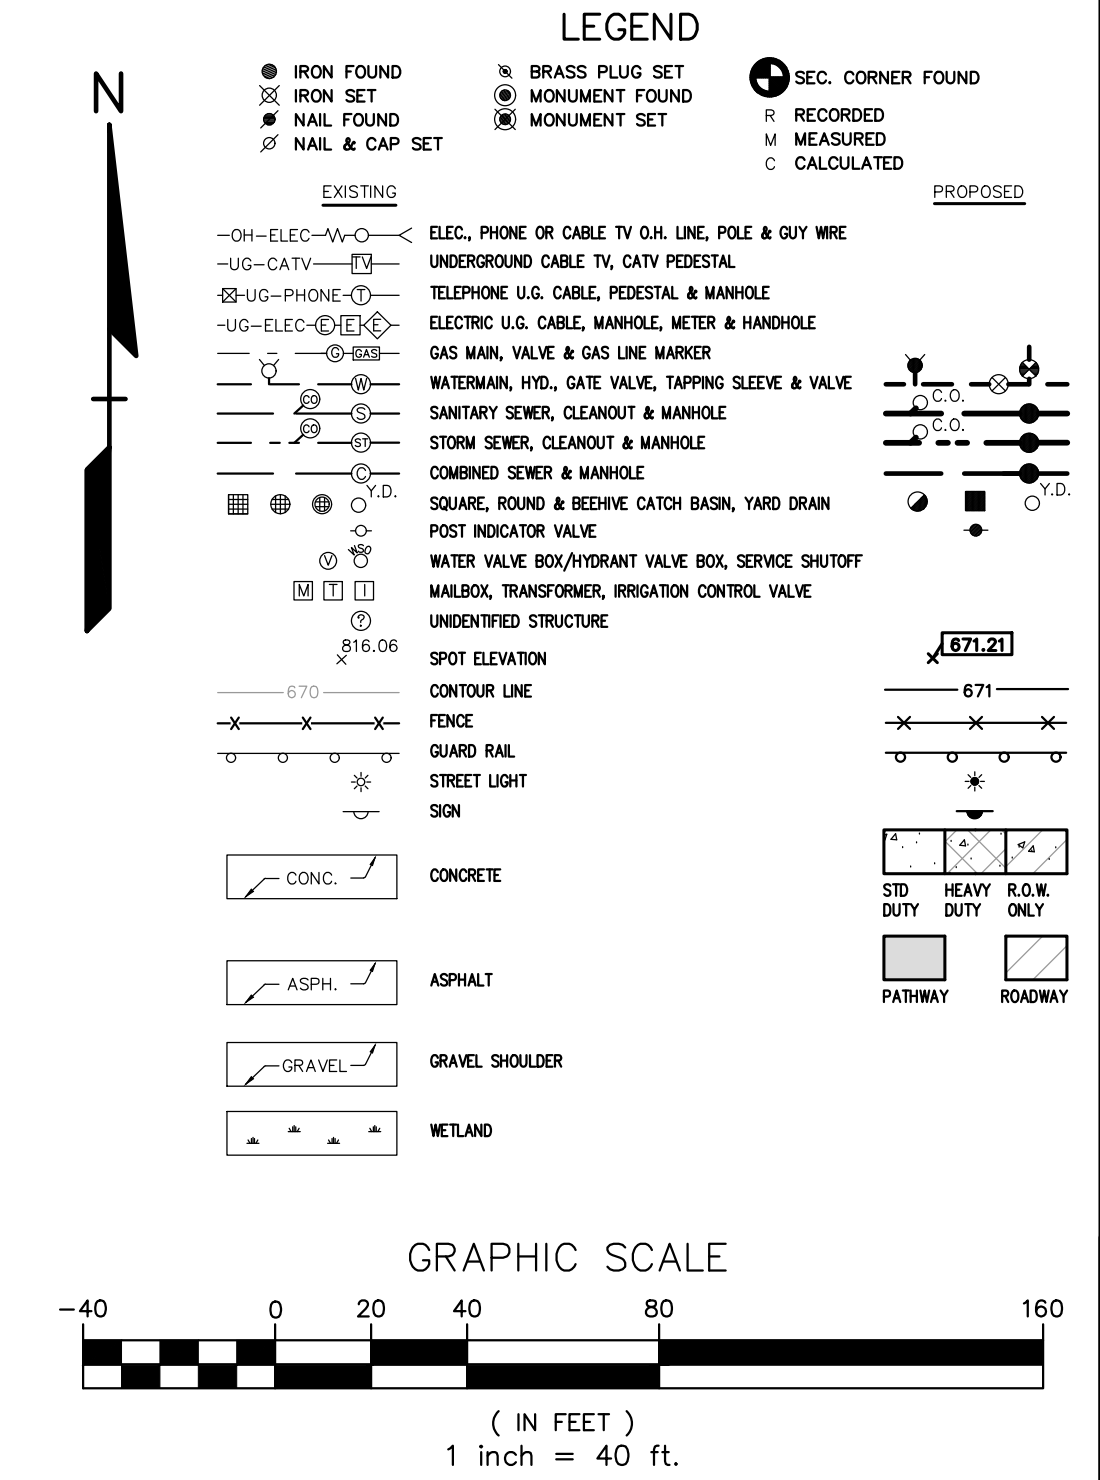 LEGEND
N
IRON FOUND
IRON SET
NAIL FOUND
NAIL & CAP SET
BRASS PLUG SET
MONUMENT FOUND
MONUMENT SET
SEC. CORNER FOUND
R RECORDED
M MEASURED
C CALCULATED
EXISTING PROPOSED
OH-ELEC ELEC., PHONE OR CABLE TV O.H. LINE, POLE & GUY WIRE
UG-CATV TV UNDERGROUND CABLE TV, CATV PEDESTAL
UG-PHONE T TELEPHONE U.G. CABLE, PEDESTAL & MANHOLE
UG-ELEC E E E ELECTRIC U.G. CABLE, MANHOLE, METER & HANDHOLE
G GAS GAS MAIN, VALVE & GAS LINE MARKER
W WATERMAIN, HYD., GATE VALVE, TAPPING SLEEVE & VALVE
CO S SANITARY SEWER, CLEANOUT & MANHOLE C.O.
CO ST STORM SEWER, CLEANOUT & MANHOLE C.O.
C COMBINED SEWER & MANHOLE
Y.D. SQUARE, ROUND & BEEHIVE CATCH BASIN, YARD DRAIN Y.D.
POST INDICATOR VALVE
V WSO WATER VALVE BOX/HYDRANT VALVE BOX, SERVICE SHUTOFF
M T I MAILBOX, TRANSFORMER, IRRIGATION CONTROL VALVE
? UNIDENTIFIED STRUCTURE
816.06 SPOT ELEVATION 671.21
670 CONTOUR LINE 671
FENCE
GUARD RAIL
STREET LIGHT
SIGN
CONC. CONCRETE
STD DUTY
HEAVY DUTY
R.O.W. ONLY
ASPH. ASPHALT
PATHWAY ROADWAY
GRAVEL GRAVEL SHOULDER
WETLAND
GRAPHIC SCALE
-40 0 20 40 80 160
( IN FEET )
1 inch = 40 ft.